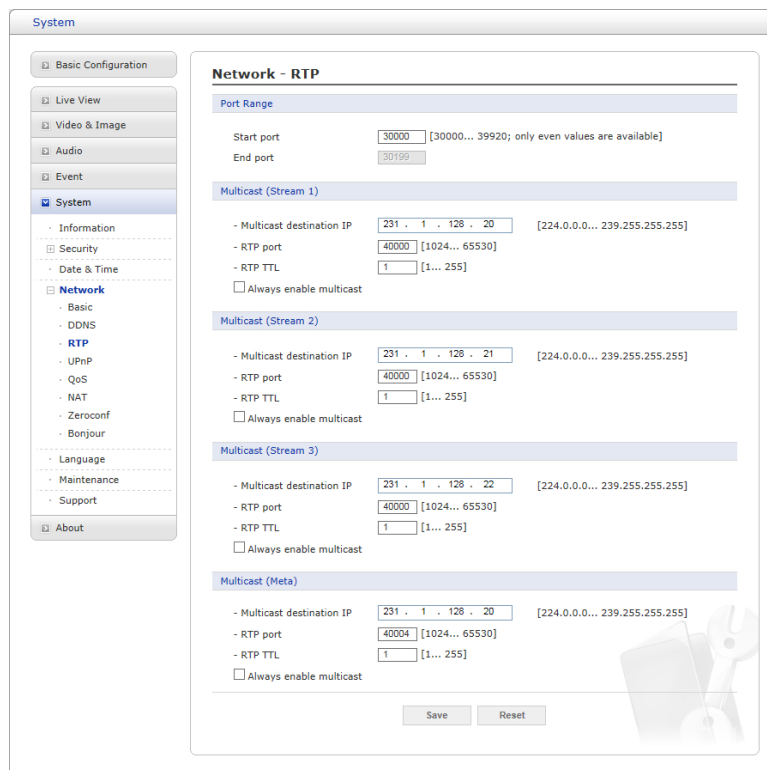 System
Basic Configuration
Live View
Video & Image
Audio
Event
System
· Information
Security
· Date & Time
Network
· Basic
· DDNS
· RTP
· UPnP
· QoS
· NAT
· Zeroconf
· Bonjour
· Language
· Maintenance
· Support
About
Network - RTP
Port Range
Start port 30000 [30000... 39920; only even values are available]
End port 30199
Multicast (Stream 1)
- Multicast destination IP 231 . 1 . 128 . 20 [224.0.0.0... 239.255.255.255]
- RTP port 40000 [1024... 65530]
- RTP TTL 1 [1... 255]
Always enable multicast
Multicast (Stream 2)
- Multicast destination IP 231 . 1 . 128 . 21 [224.0.0.0... 239.255.255.255]
- RTP port 40000 [1024... 65530]
- RTP TTL 1 [1... 255]
Always enable multicast
Multicast (Stream 3)
- Multicast destination IP 231 . 1 . 128 . 22 [224.0.0.0... 239.255.255.255]
- RTP port 40000 [1024... 65530]
- RTP TTL 1 [1... 255]
Always enable multicast
Multicast (Meta)
- Multicast destination IP 231 . 1 . 128 . 20 [224.0.0.0... 239.255.255.255]
- RTP port 40004 [1024... 65530]
- RTP TTL 1 [1... 255]
Always enable multicast
Save Reset